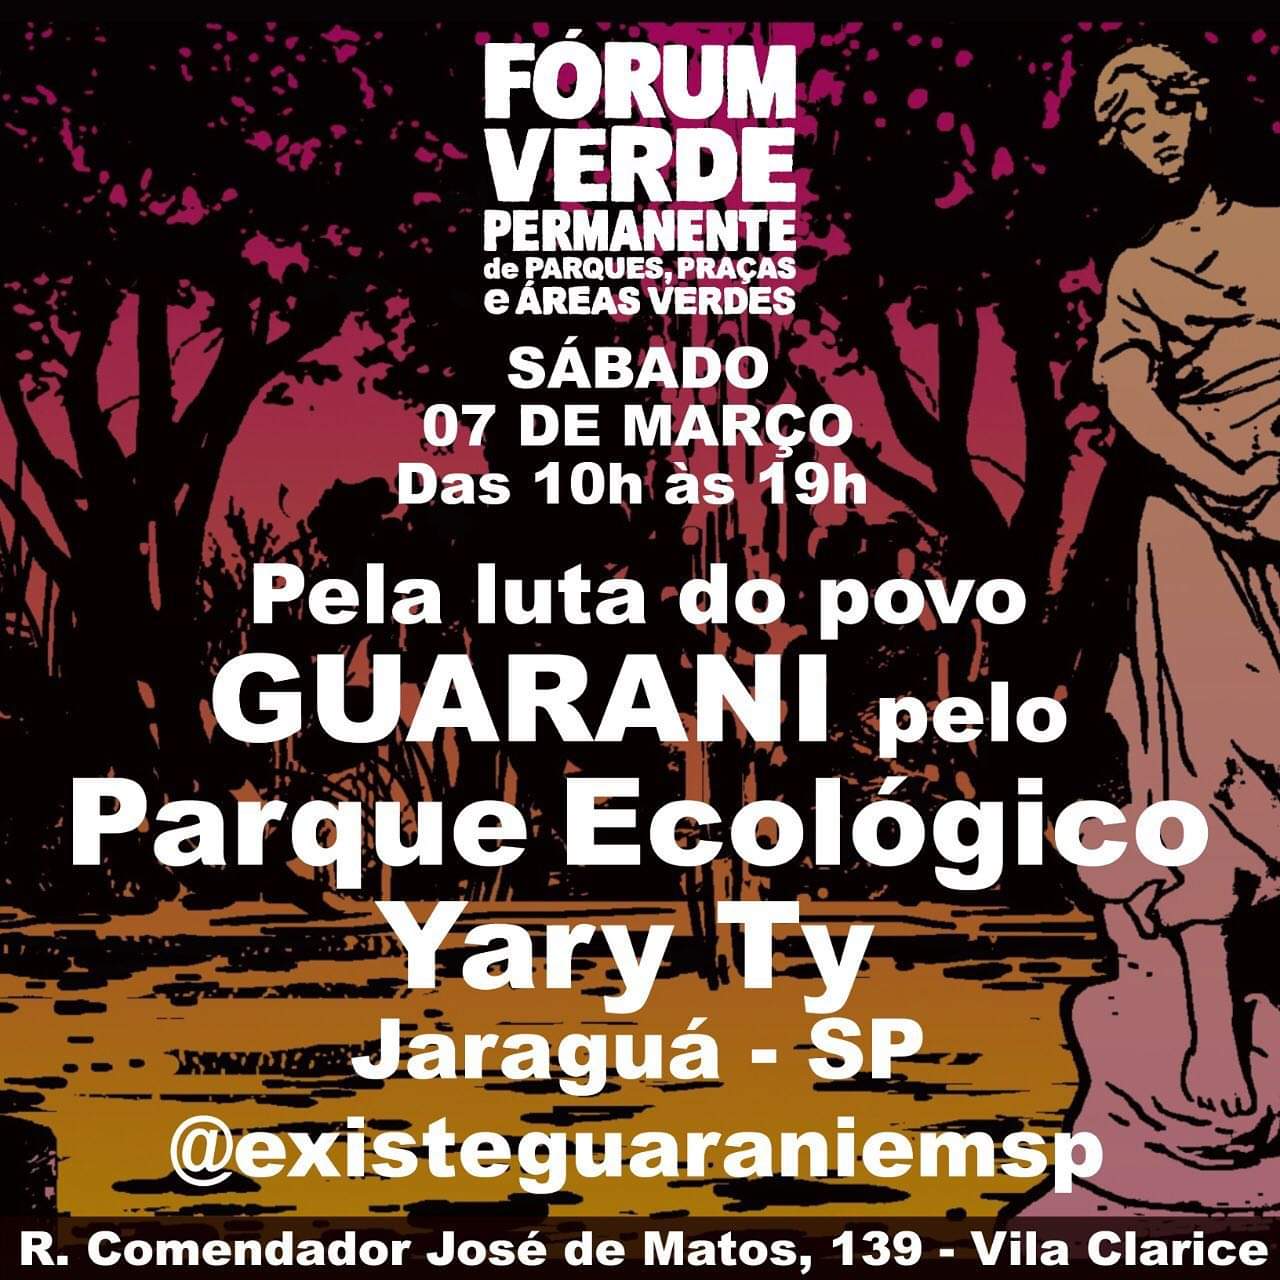 FÓRUM
VERDE
PERMANENTE
de PARQUES, PRAÇAS
e ÁREAS VERDES
SÁBADO
07 DE MARÇO
Das 10h às 19h
Pela luta do povo
GUARANI pelo
Parque Ecológico
Yary Ty
Jaraguá - SP
@existeguaraniemsp
R. Comendador José de Matos, 139 - Vila Clarice